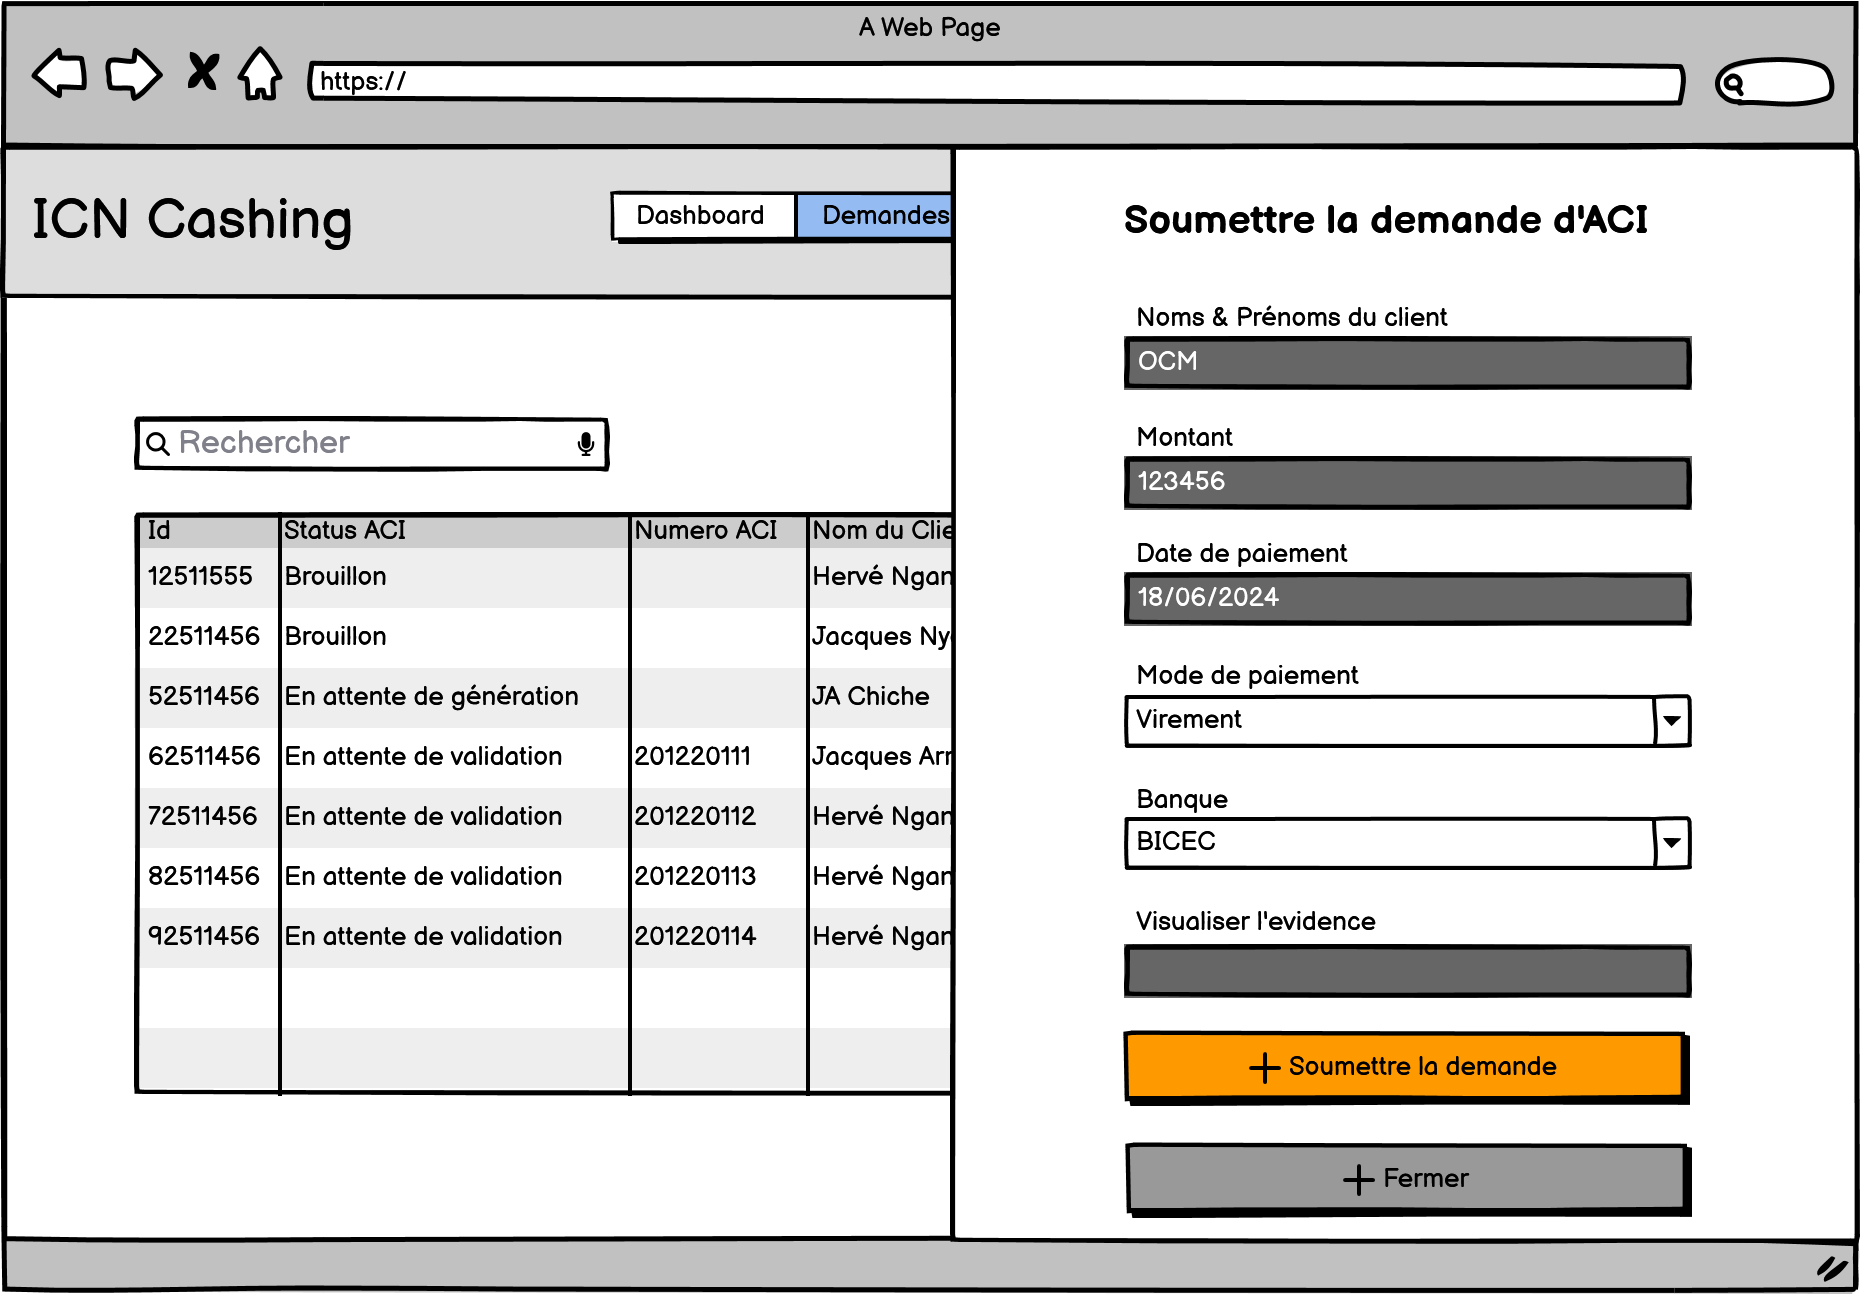 A Web Page
https://
ICN Cashing
Dashboard
Demandes
Rechercher
Id Status ACI Numero ACI Nom du Clie
12511555 Brouillon Hervé Ngan
22511456 Brouillon Jacques Ny
52511456 En attente de génération JA Chiche
62511456 En attente de validation 201220111 Jacques Arr
72511456 En attente de validation 201220112 Hervé Ngan
82511456 En attente de validation 201220113 Hervé Ngan
92511456 En attente de validation 201220114 Hervé Ngan
Soumettre la demande d'ACI
Noms & Prénoms du client
OCM
Montant
123456
Date de paiement
18/06/2024
Mode de paiement
Virement
Banque
BICEC
Visualiser l'evidence
Soumettre la demande
Fermer